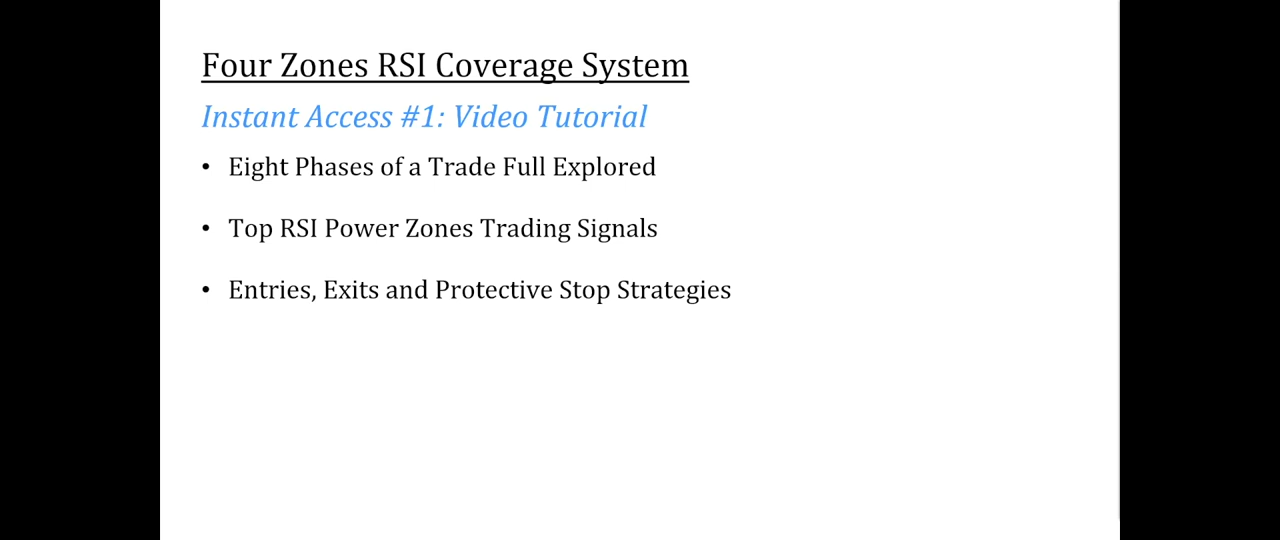 Four Zones RSI Coverage System
Instant Access #1: Video Tutorial
• Eight Phases of a Trade Full Explored
• Top RSI Power Zones Trading Signals
• Entries, Exits and Protective Stop Strategies